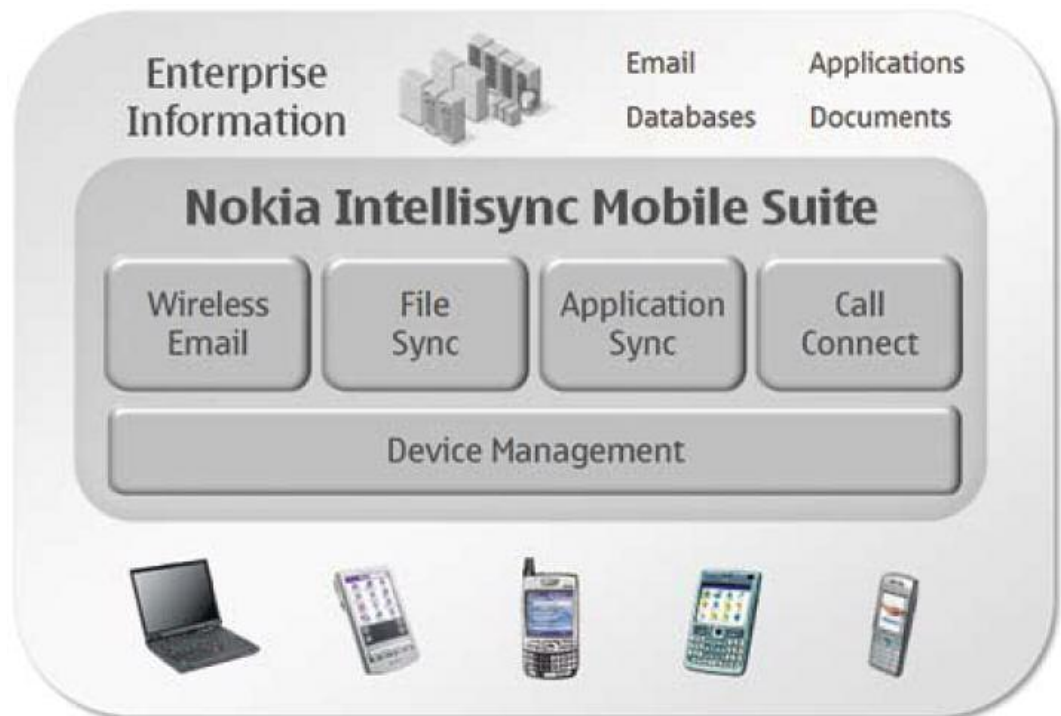 Enterprise
Information
Email
Applications
Databases
Documents
Nokia Intellisync Mobile Suite
Wireless
Email
File
Sync
Application
Sync
Call
Connect
Device Management